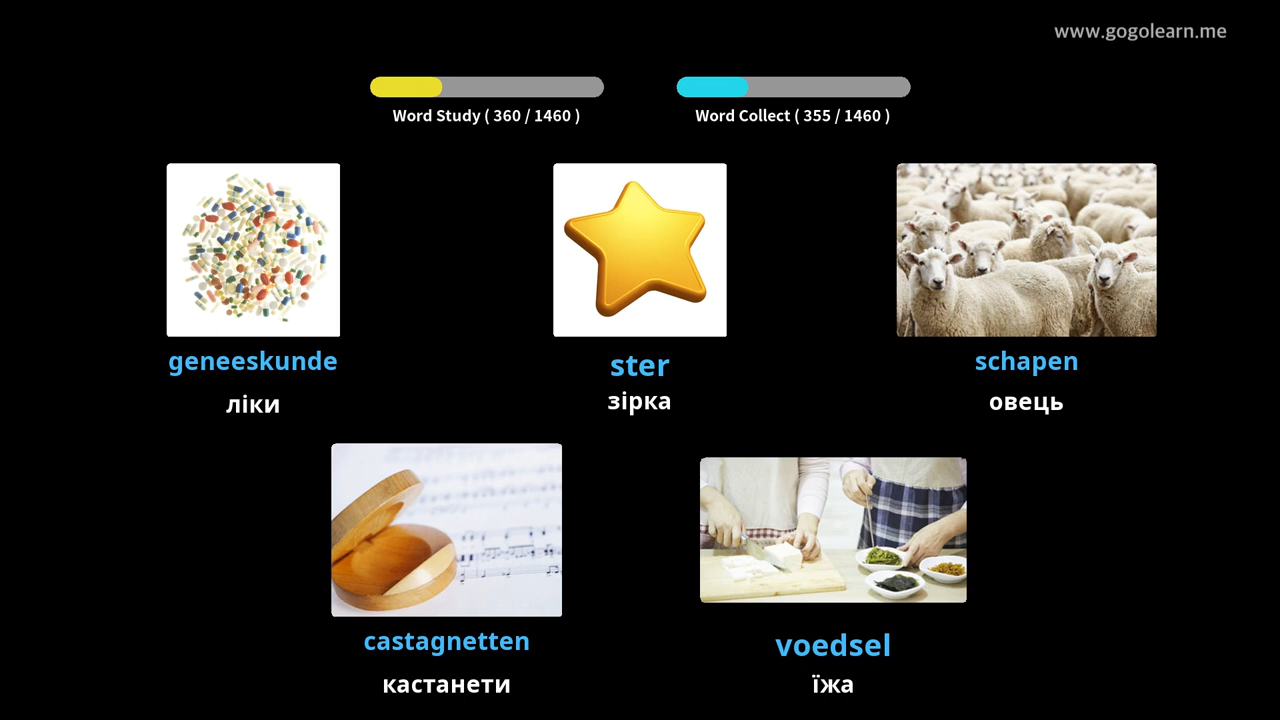 www.gogolearn.me
Word Study ( 360 / 1460 )
Word Collect ( 355 / 1460 )
geneeskunde
ліки
ster
зірка
schapen
овець
castagnetten
кастанети
voedsel
їжа